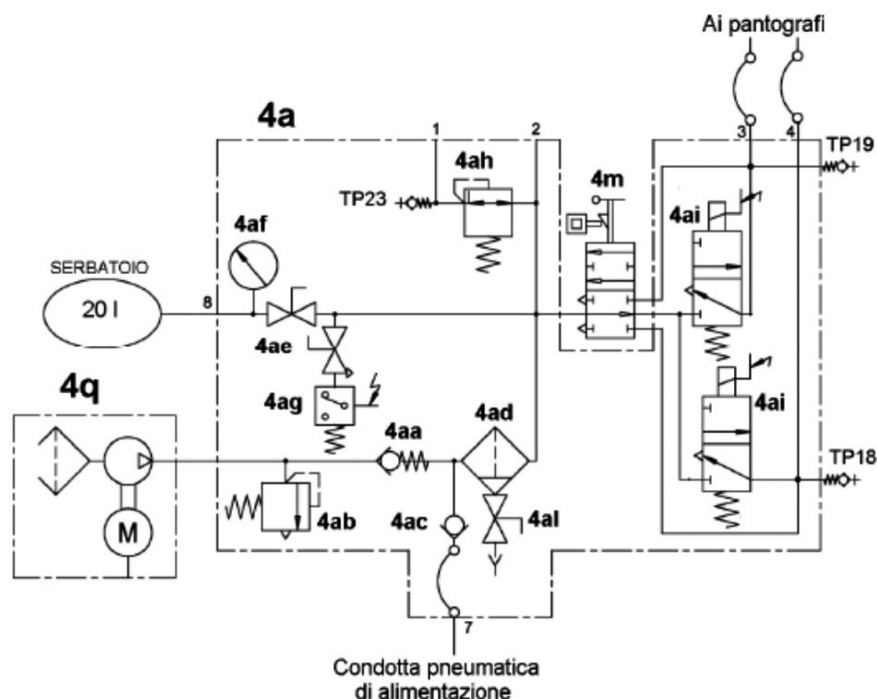 Ai pantografi
4a
1
2
3
4
TP19
4ah
4m
TP23
4ai
4af
SERBATOIO
20 l
8
4ae
4q
4ag
4ad
4ai
4aa
TP18
M
4ab
4ac
4al
7
Condotta pneumatica
di alimentazione